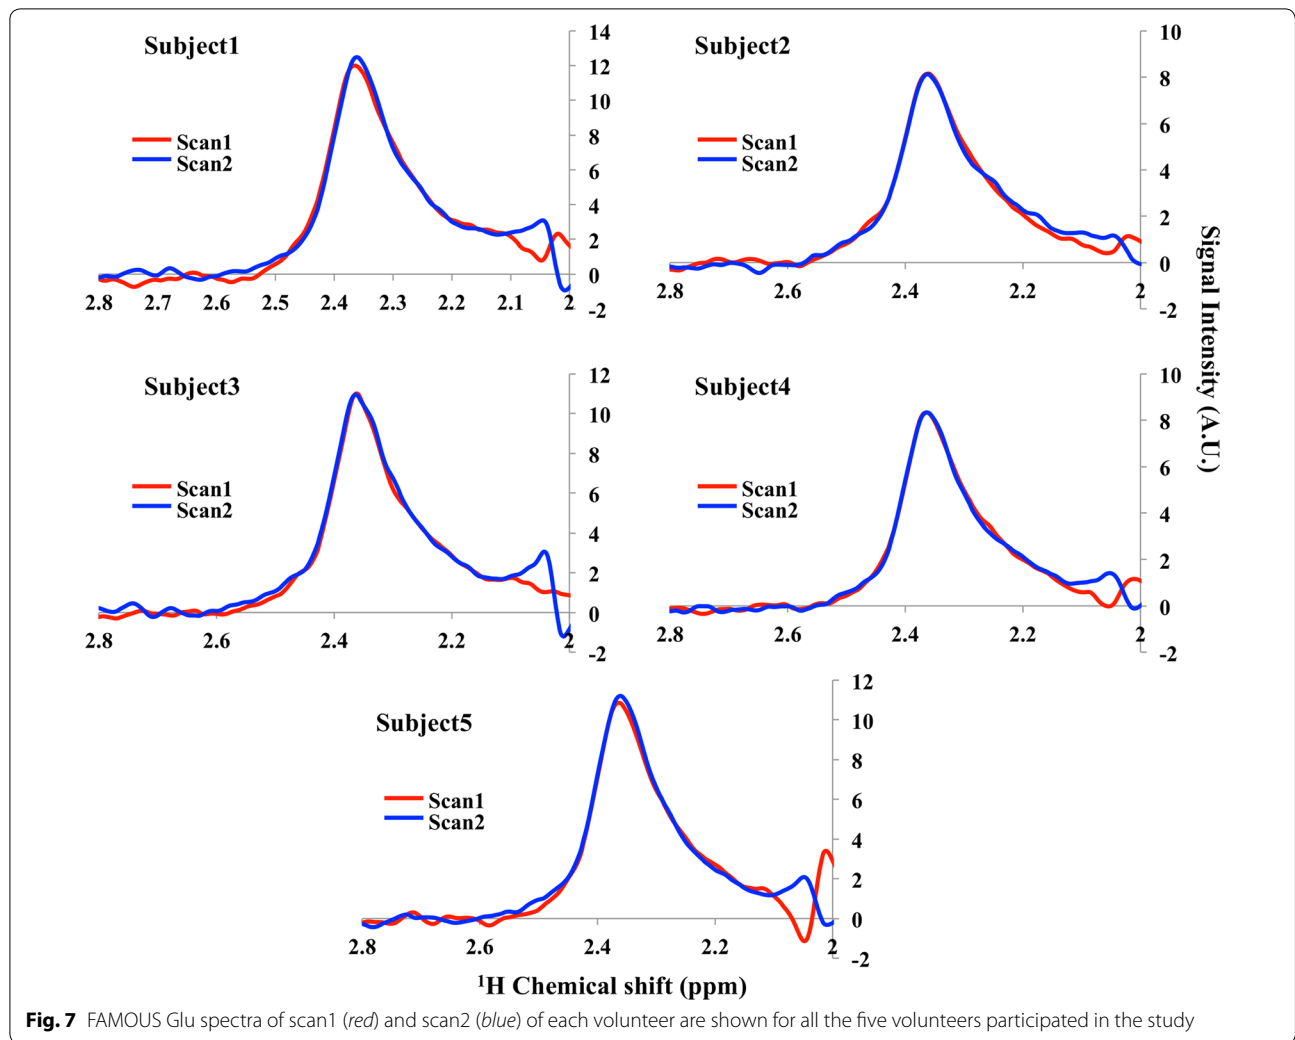 Subject1
Scan1
Scan2
14
12
10
8
6
4
2
0
-2
2.8 2.7 2.6 2.5 2.4 2.3 2.2 2.1 2
Subject2
Scan1
Scan2
10
8
6
4
2
0
-2
2.8 2.6 2.4 2.2 2
Subject3
Scan1
Scan2
12
10
8
6
4
2
0
-2
2.8 2.6 2.4 2.2 2
Subject4
Scan1
Scan2
10
8
6
4
2
0
-2
2.8 2.6 2.4 2.2 2
Signal Intensity (A.U.)
Subject5
Scan1
Scan2
12
10
8
6
4
2
0
-2
2.8 2.6 2.4 2.2 2
¹H Chemical shift (ppm)
Fig. 7 FAMOUS Glu spectra of scan1 (red) and scan2 (blue) of each volunteer are shown for all the five volunteers participated in the study